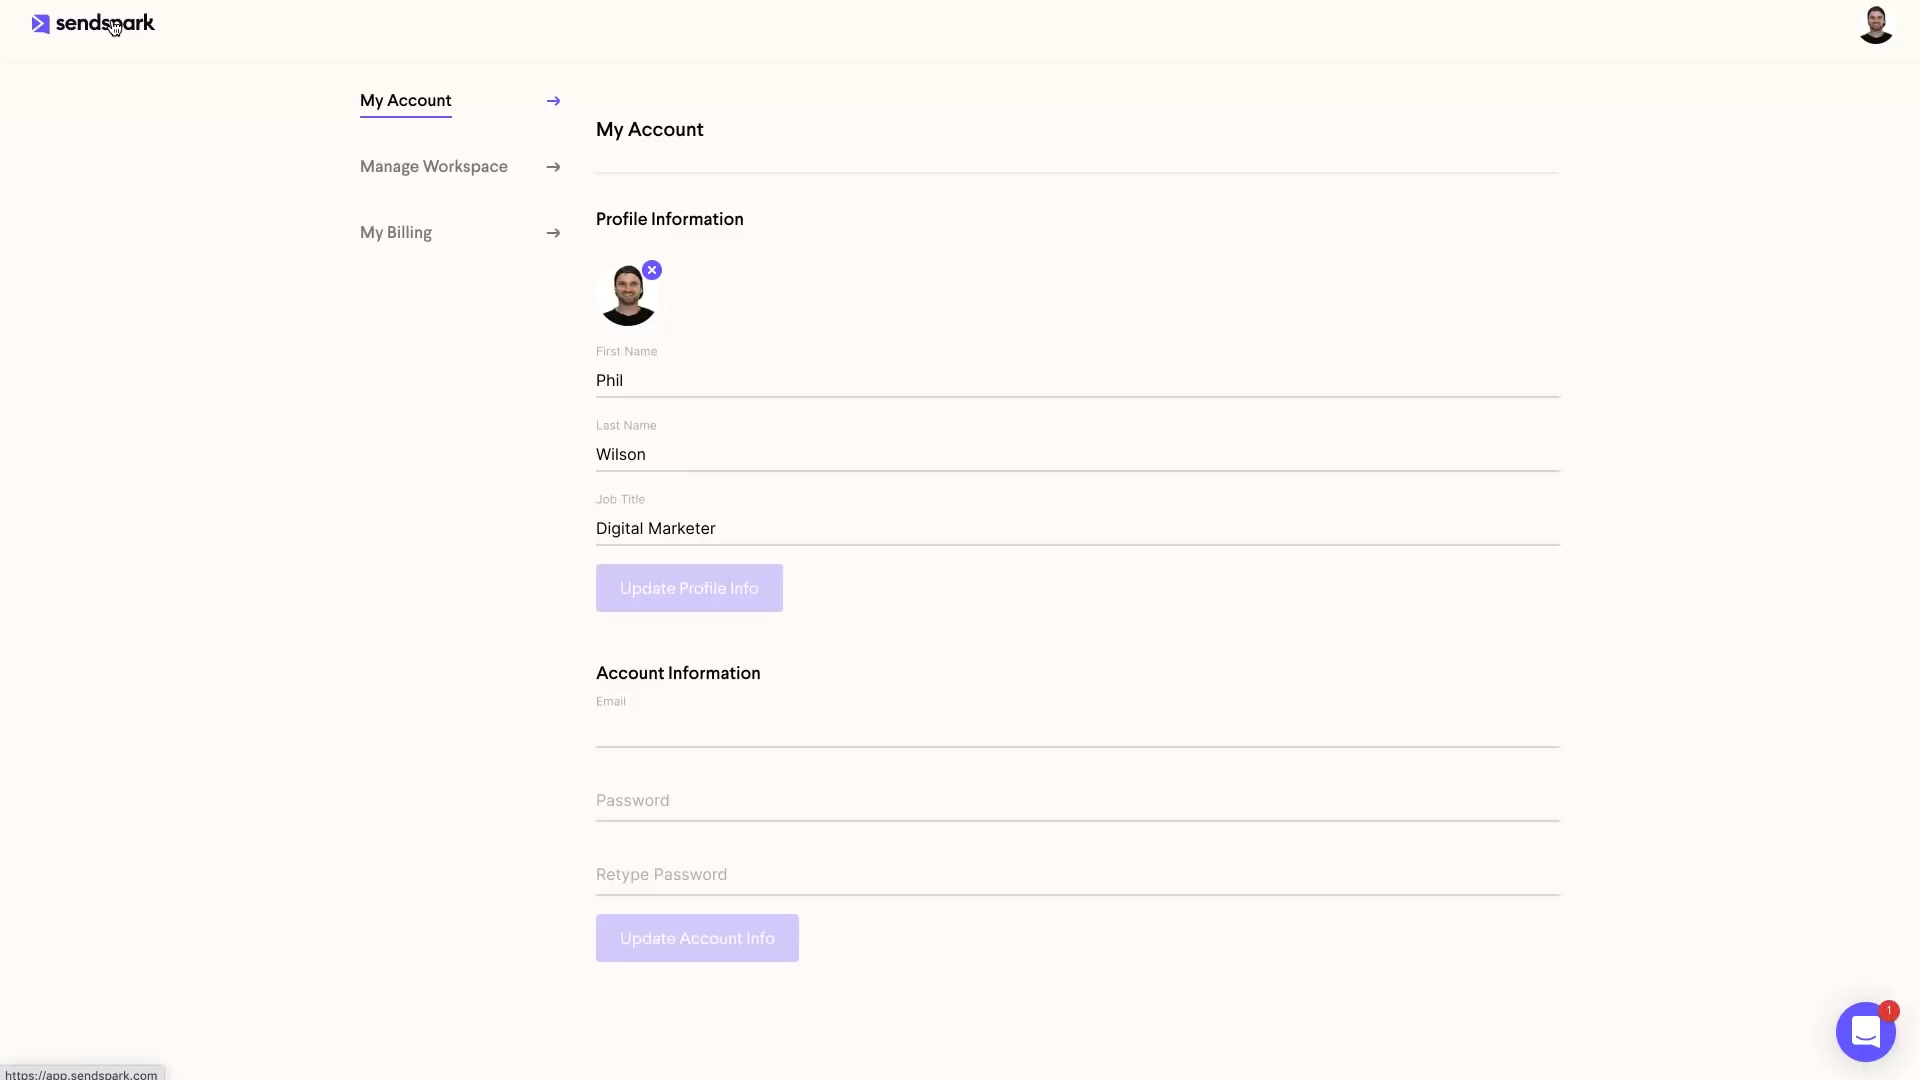 sendspark
My Account
Manage Workspace
My Billing
My Account
Profile Information
First Name
Phil
Last Name
Wilson
Job Title
Digital Marketer
Update Profile Info
Account Information
Email
Password
Retype Password
Update Account Info
1
https://app.sendspark.com